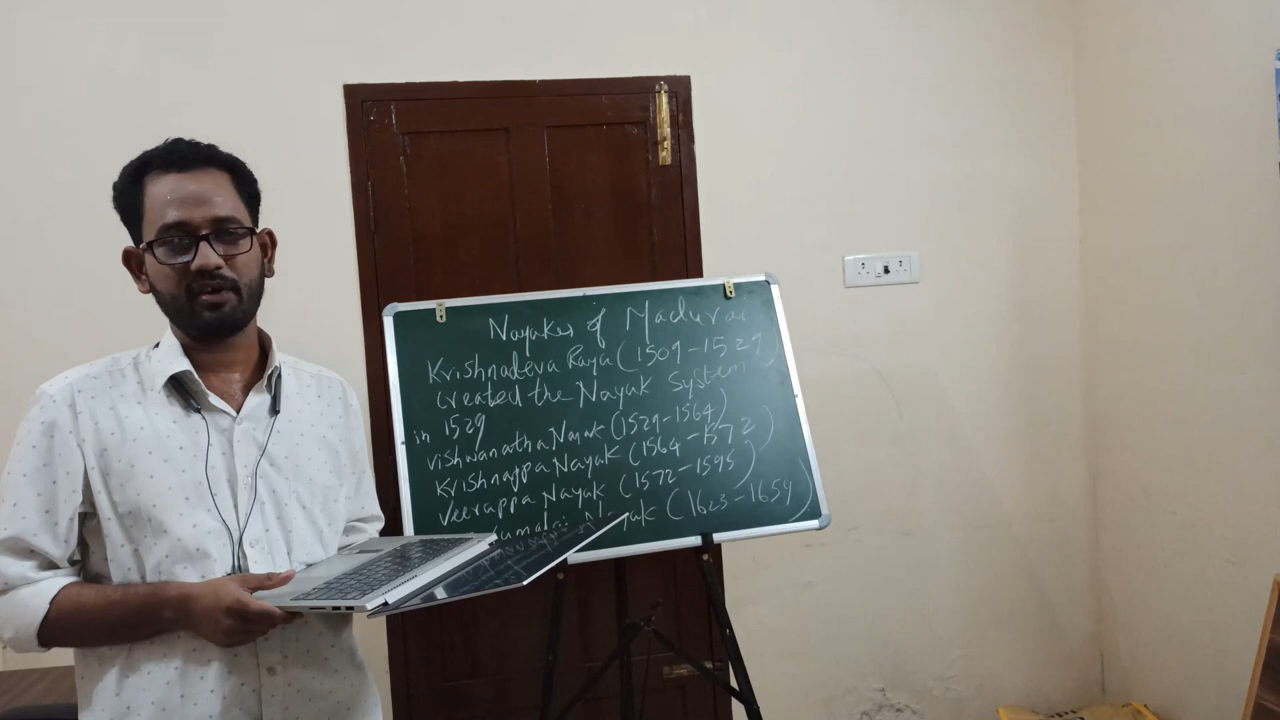 Nayakes of Madurai
Krishnadeva Raya (1509-1529)
created the Nayak System
in 1529
Vishwanatha Nayak (1529-1564)
Krishnappa Nayak (1564-1572)
Veerappa Nayak (1572-1595)
Nayak (1623-1659)